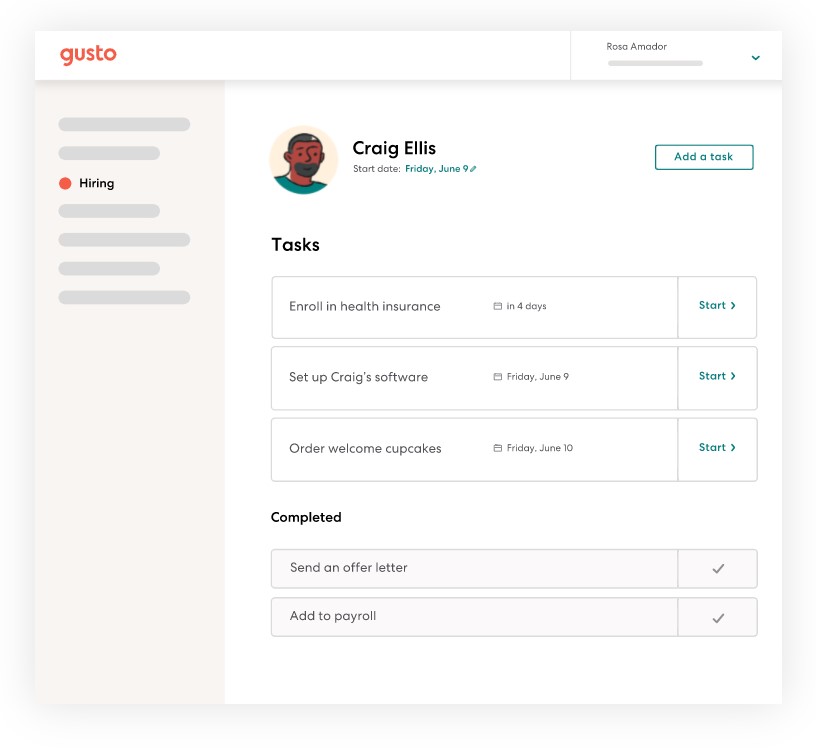 gusto
Rosa Amador
Hiring
Craig Ellis
Start date: Friday, June 9
Add a task
Tasks
Enroll in health insurance
in 4 days
Start
Set up Craig's software
Friday, June 9
Start
Order welcome cupcakes
Friday, June 10
Start
Completed
Send an offer letter
Add to payroll